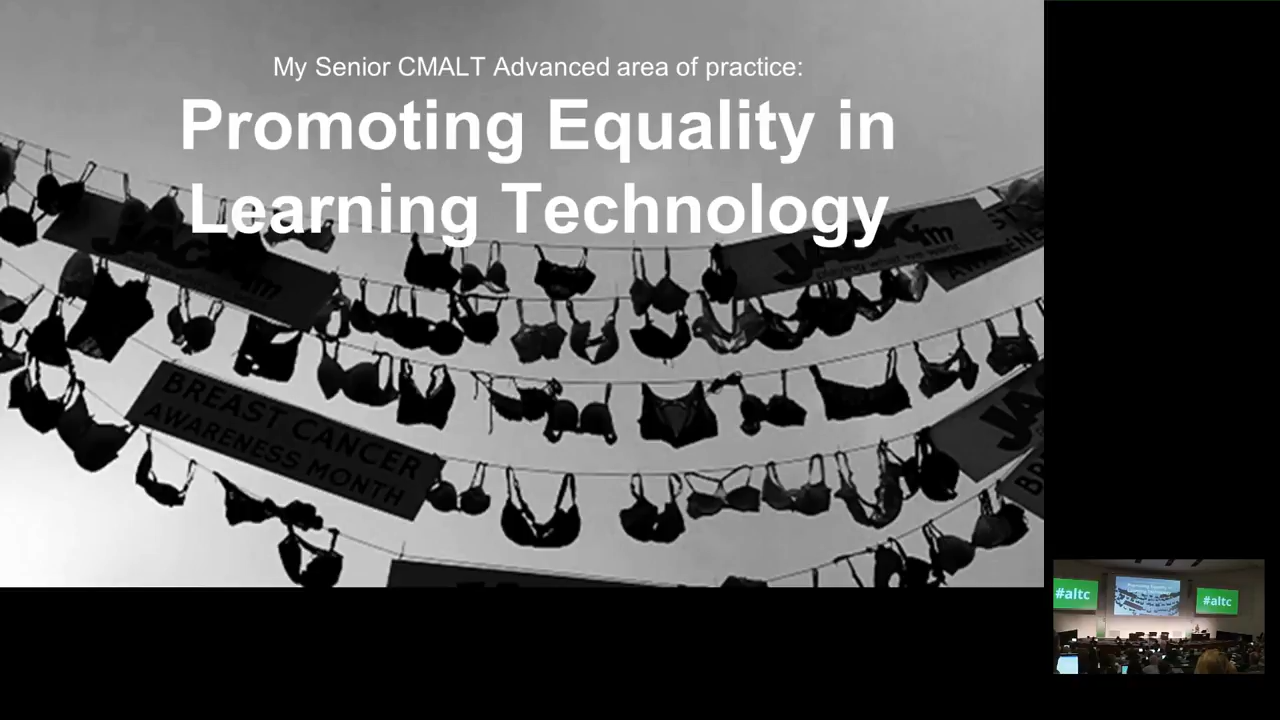 My Senior CMALT Advanced area of practice:
Promoting Equality in
Learning Technology
BREAST CANCER
AWARENESS MONTH
#altc
#altc